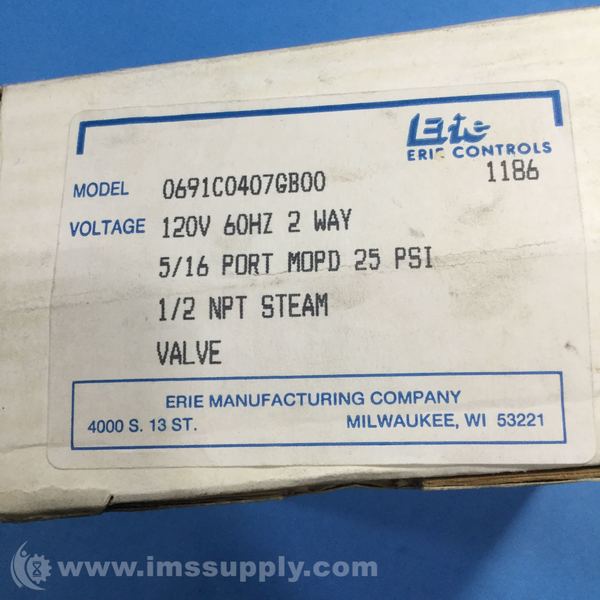 Erie
ERIE CONTROLS
1186
MODEL 0691C0407GB00
VOLTAGE 120V 60HZ 2 WAY
5/16 PORT MOPD 25 PSI
1/2 NPT STEAM
VALVE
ERIE MANUFACTURING COMPANY
4000 S. 13 ST. MILWAUKEE, WI 53221
www.imssupply.com